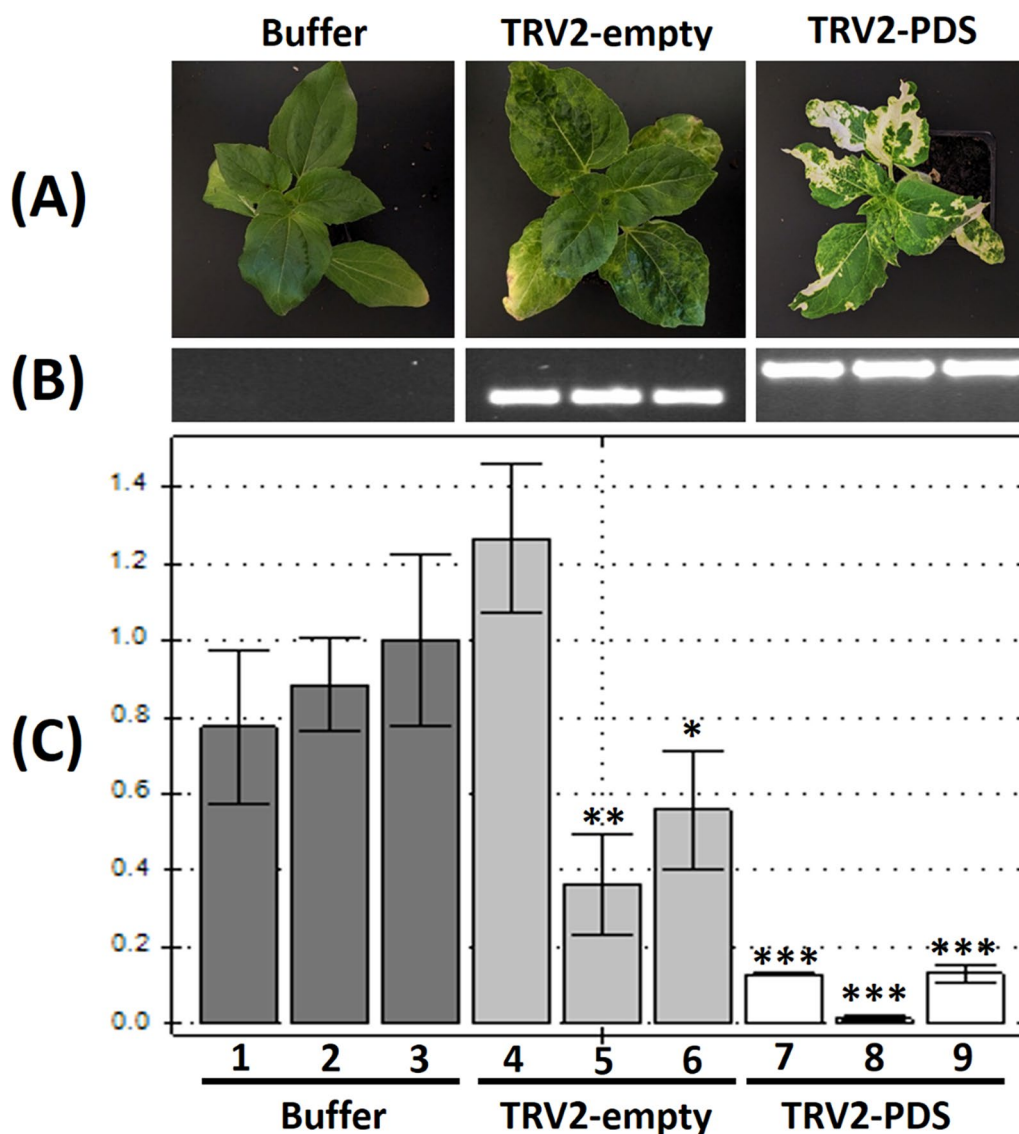 Buffer TRV2-empty TRV2-PDS
(A)
(B)
(C)
1.4
1.2
1.0
0.8
0.6
0.4
0.2
0.0
*
**
***
***
***
1 2 3 4 5 6 7 8 9
Buffer TRV2-empty TRV2-PDS